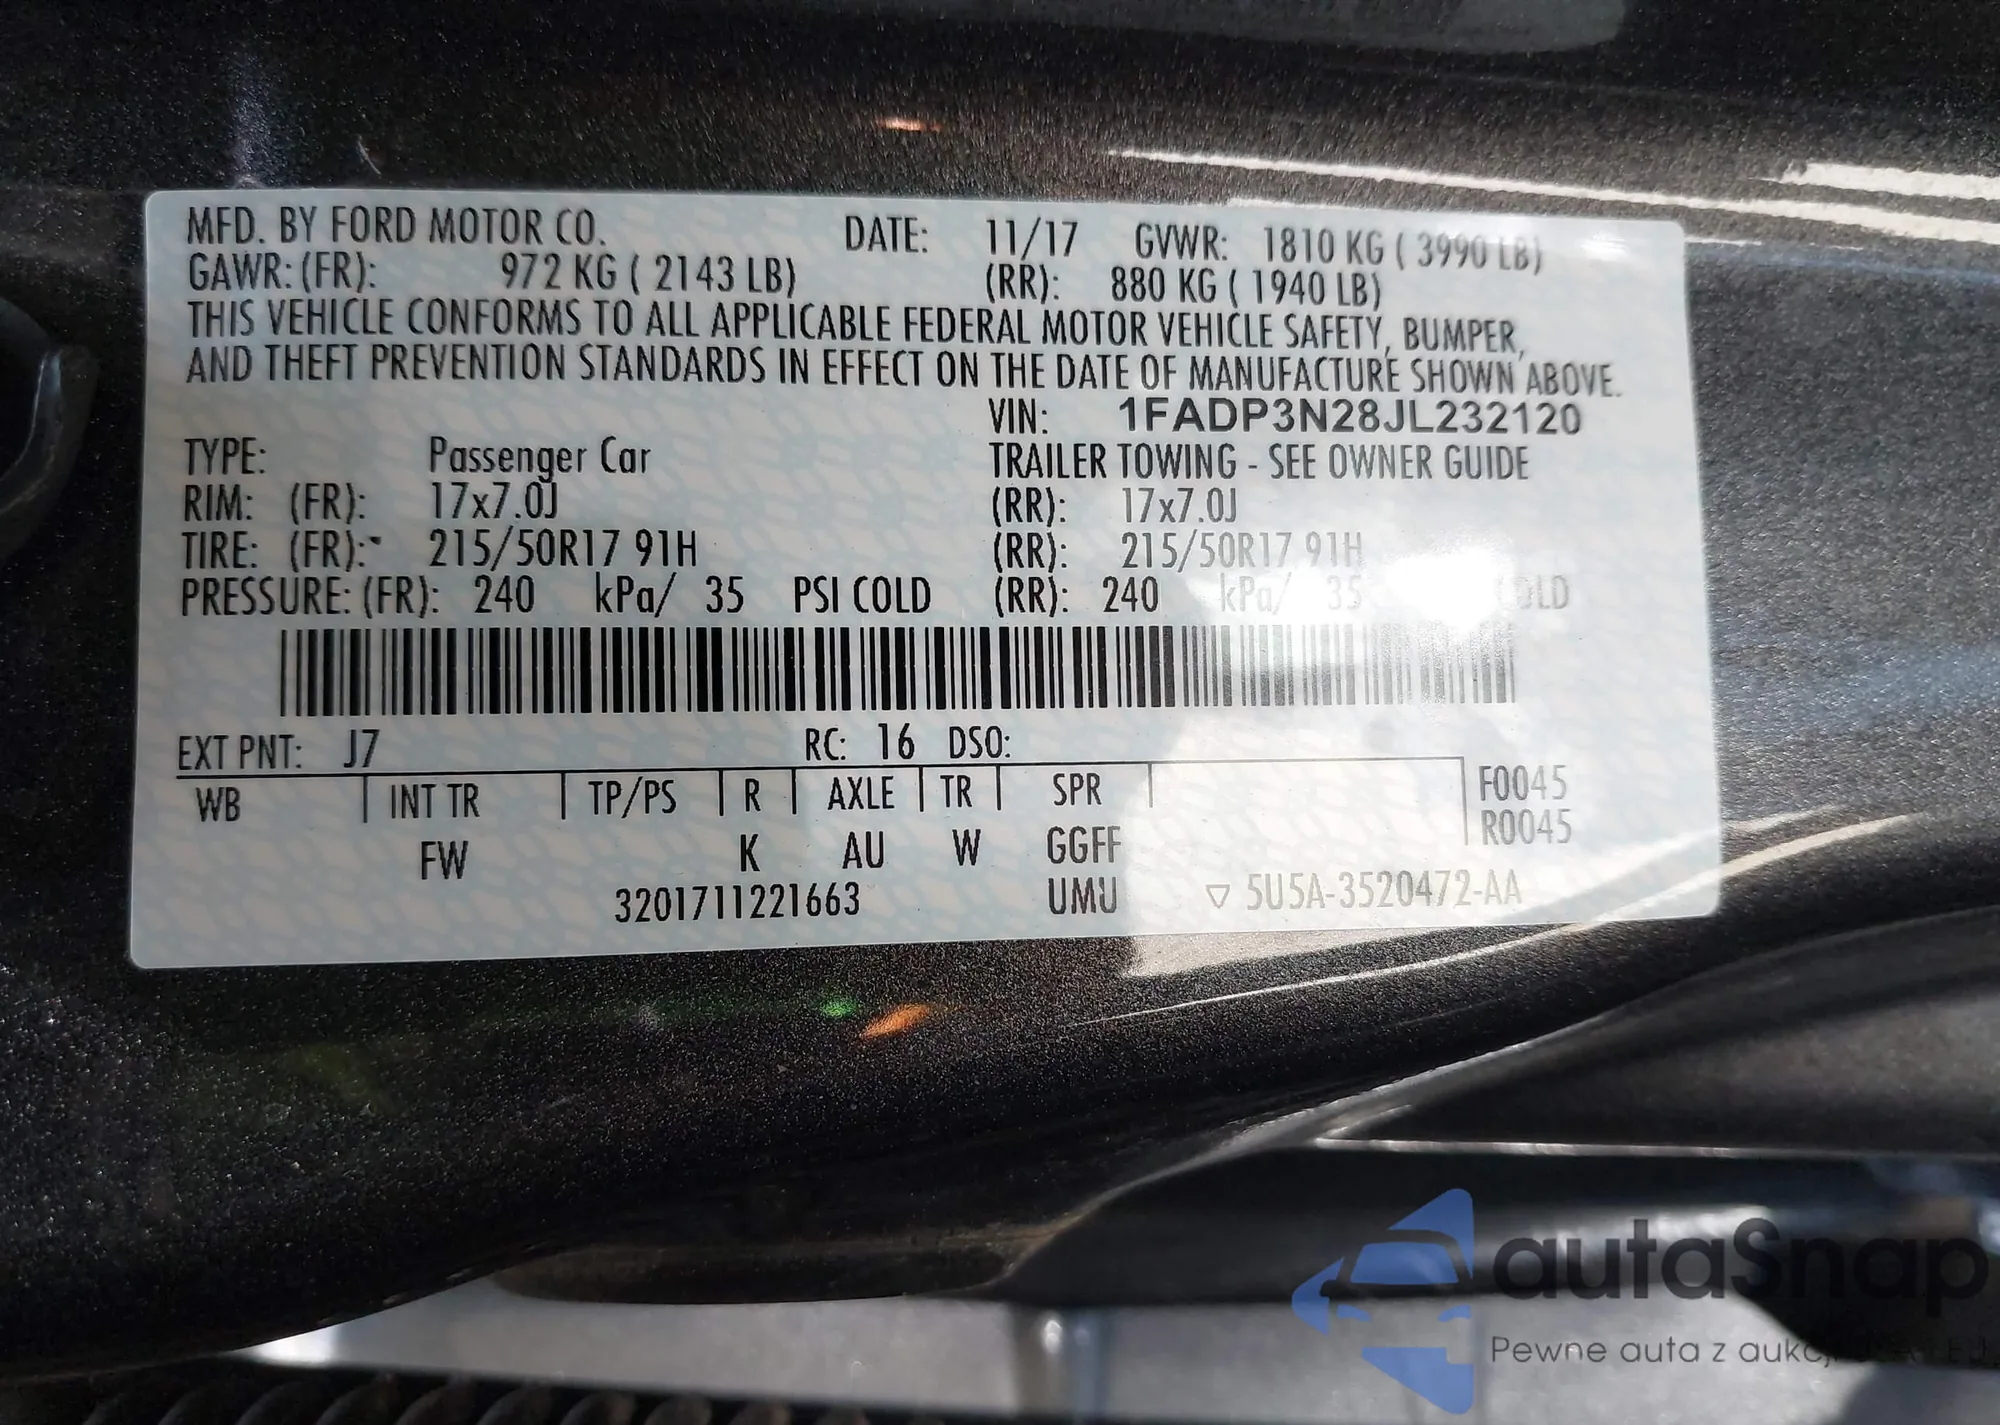 MFD. BY FORD MOTOR CO. DATE: 11/17 GVWR: 1810 KG ( 3990 LB)
GAWR: (FR): 972 KG ( 2143 LB) (RR): 880 KG ( 1940 LB)
THIS VEHICLE CONFORMS TO ALL APPLICABLE FEDERAL MOTOR VEHICLE SAFETY, BUMPER,
AND THEFT PREVENTION STANDARDS IN EFFECT ON THE DATE OF MANUFACTURE SHOWN ABOVE.
VIN: 1FADP3N28JL232120
TYPE: Passenger Car TRAILER TOWING - SEE OWNER GUIDE
RIM: (FR): 17x7.0J (RR): 17x7.0J
TIRE: (FR): 215/50R17 91H (RR): 215/50R17 91H
PRESSURE: (FR): 240 kPa/ 35 PSI COLD (RR): 240 kPa/ 35 COLD
EXT PNT: J7 RC: 16 DSO:
WB INT TR TP/PS R AXLE TR SPR F0045
R0045
FW K AU W GGFF
3201711221663 UMU ▽ 5U5A-3520472-AA
autaSnap
Pewne auta z aukcji